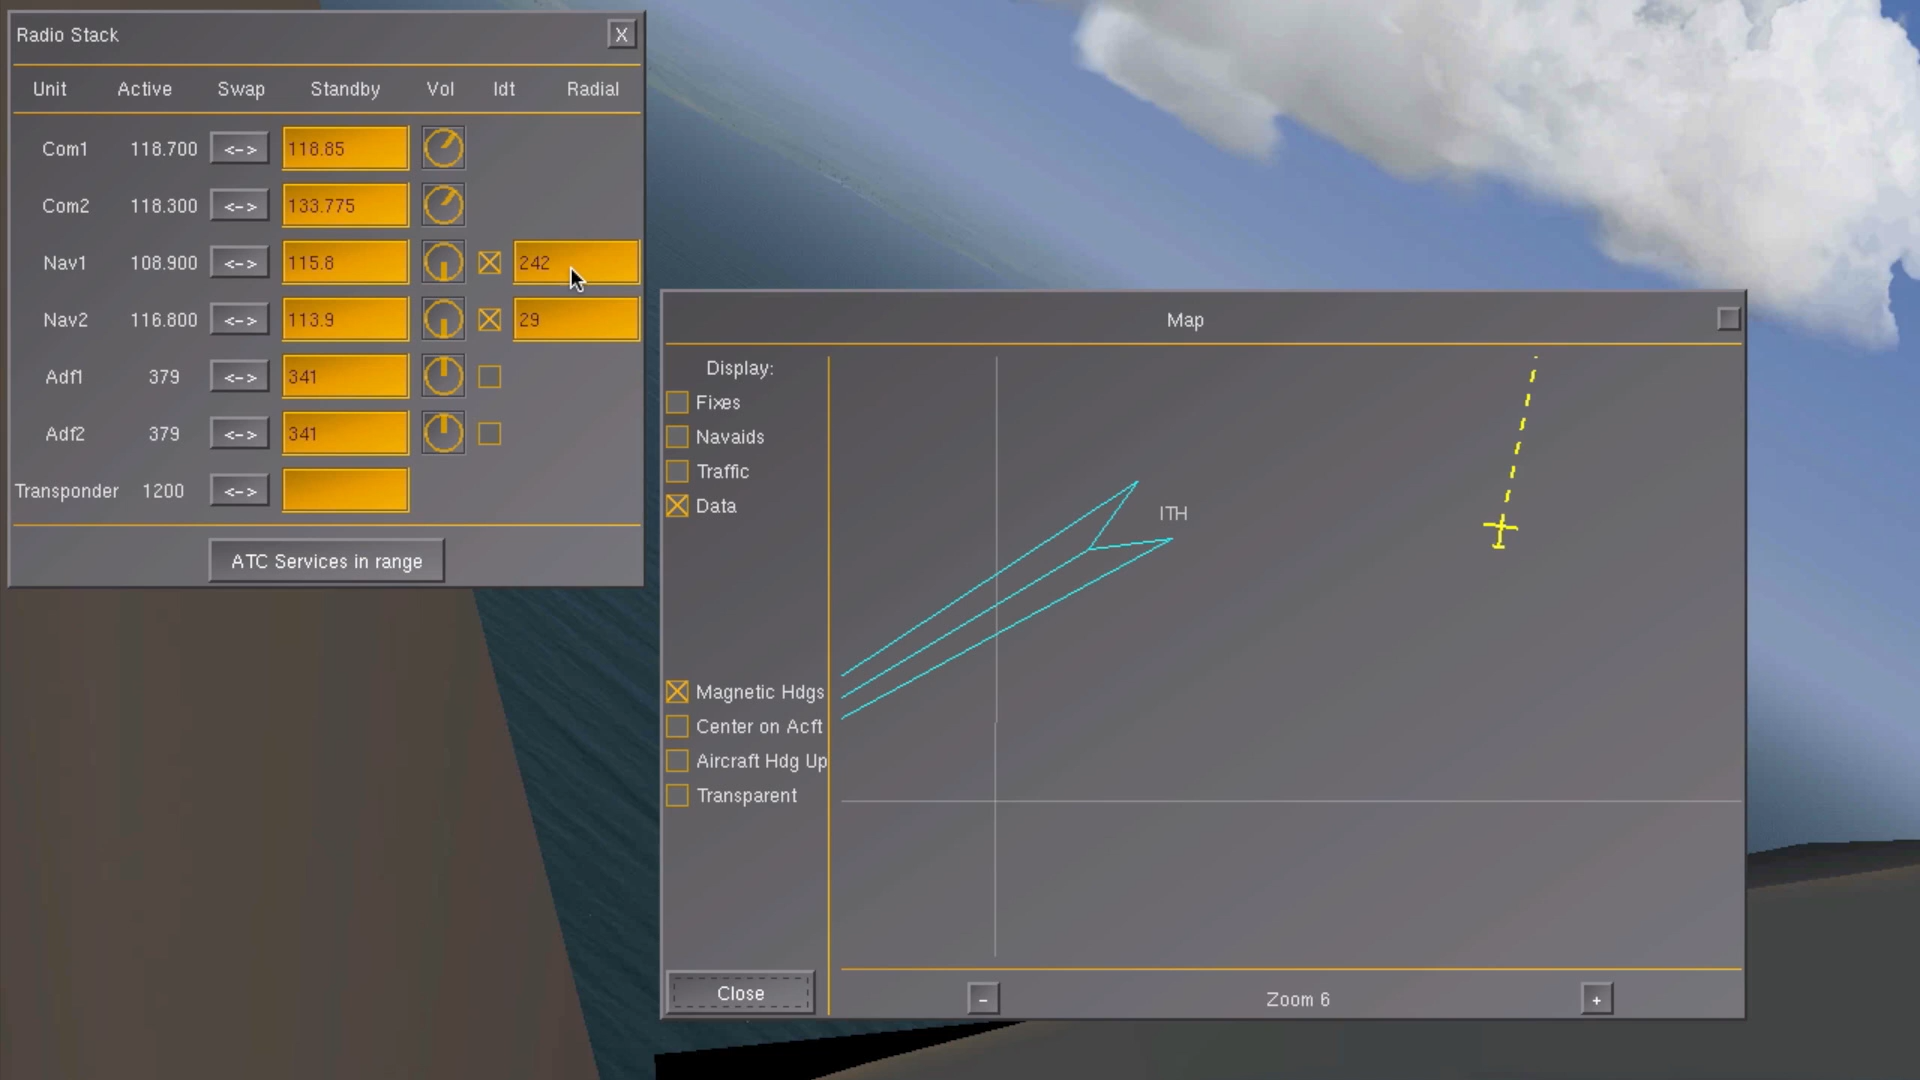 Radio Stack X
Unit Active Swap Standby Vol Idt Radial
Com1 118.700 <-> 118.85
Com2 118.300 <-> 133.775
Nav1 108.900 <-> 115.8 242
Nav2 116.800 <-> 113.9 29
Adf1 379 <-> 341
Adf2 379 <-> 341
Transponder 1200 <->
ATC Services in range
Map
Display:
Fixes
Navaids
Traffic
Data
Magnetic Hdgs
Center on Acft
Aircraft Hdg Up
Transparent
Close
ITH
- Zoom 6 +